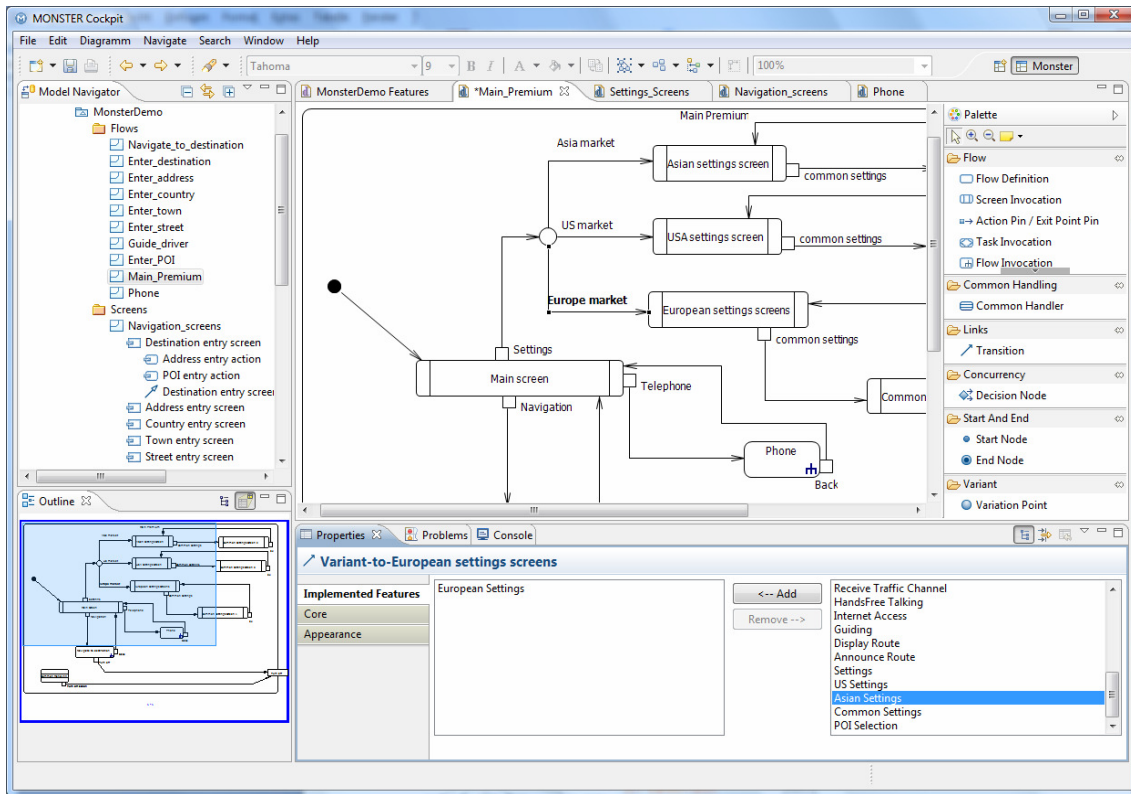 MONSTER Cockpit
File Edit Diagramm Navigate Search Window Help
Tahoma 9 B I A 100% Monster
Model Navigator
MonsterDemo
Flows
Navigate_to_destination
Enter_destination
Enter_address
Enter_country
Enter_town
Enter_street
Guide_driver
Enter_POI
Main_Premium
Phone
Screens
Navigation_screens
Destination entry screen
Address entry action
POI entry action
Destination entry screen
Address entry screen
Country entry screen
Town entry screen
Street entry screen
Outline
MonsterDemo Features *Main_Premium Settings_Screens Navigation_screens Phone
Main Premium
Asia market
Asian settings screen
common settings
US market
USA settings screen
common settings
Europe market
European settings screens
common settings
Settings
Main screen
Telephone
Navigation
Common
Phone
Back
Palette
Flow
Flow Definition
Screen Invocation
Action Pin / Exit Point Pin
Task Invocation
Flow Invocation
Common Handling
Common Handler
Links
Transition
Concurrency
Decision Node
Start And End
Start Node
End Node
Variant
Variation Point
Properties Problems Console
Variant-to-European settings screens
Implemented Features
Core
Appearance
European Settings
<-- Add
Remove -->
Receive Traffic Channel
HandsFree Talking
Internet Access
Guiding
Display Route
Announce Route
Settings
US Settings
Asian Settings
Common Settings
POI Selection